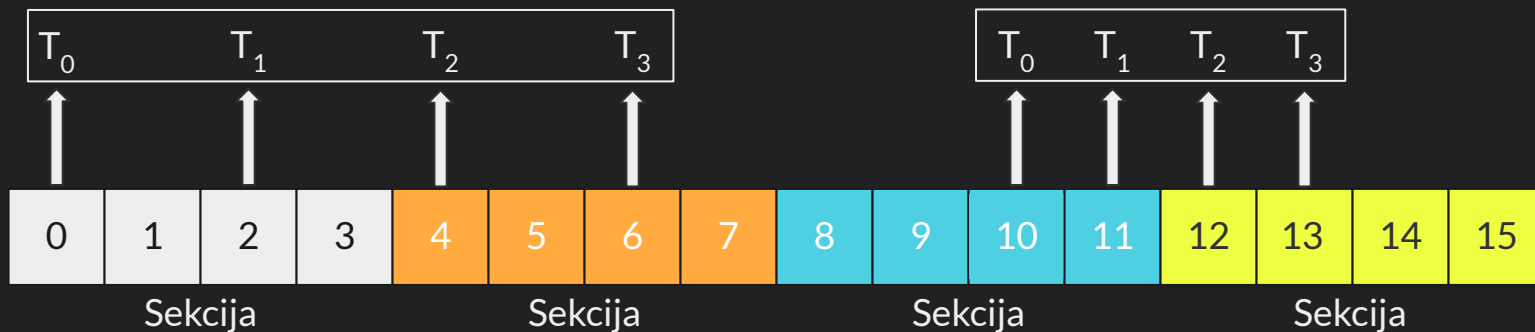 T₀ T₁ T₂ T₃ T₀ T₁ T₂ T₃
0 1 2 3 4 5 6 7 8 9 10 11 12 13 14 15
Sekcija Sekcija Sekcija Sekcija